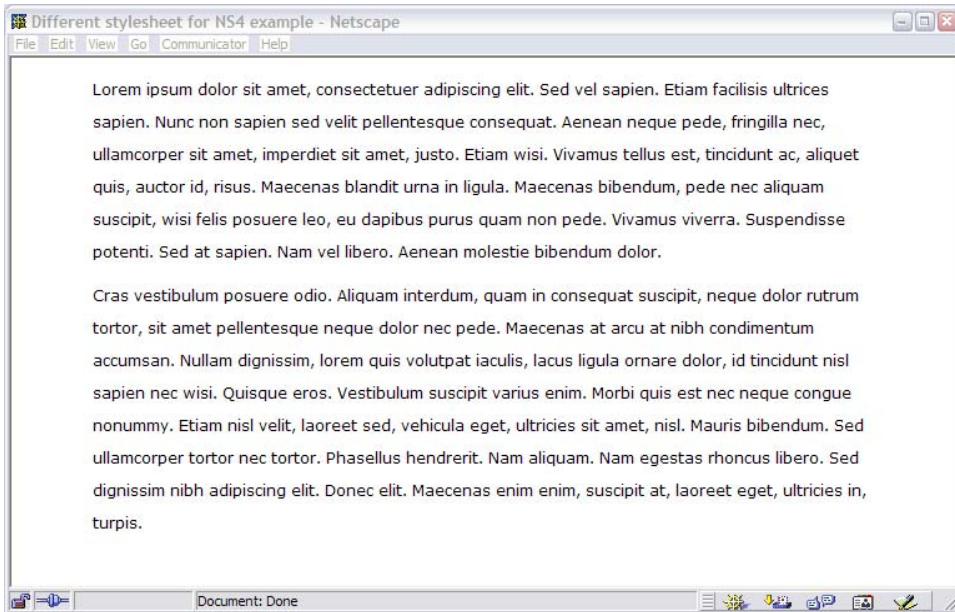 Different stylesheet for NS4 example - Netscape
File Edit View Go Communicator Help
Lorem ipsum dolor sit amet, consectetuer adipiscing elit. Sed vel sapien. Etiam facilisis ultrices
sapien. Nunc non sapien sed velit pellentesque consequat. Aenean neque pede, fringilla nec,
ullamcorper sit amet, imperdiet sit amet, justo. Etiam wisi. Vivamus tellus est, tincidunt ac, aliquet
quis, auctor id, risus. Maecenas blandit urna in ligula. Maecenas bibendum, pede nec aliquam
suscipit, wisi felis posuere leo, eu dapibus purus quam non pede. Vivamus viverra. Suspendisse
potenti. Sed at sapien. Nam vel libero. Aenean molestie bibendum dolor.
Cras vestibulum posuere odio. Aliquam interdum, quam in consequat suscipit, neque dolor rutrum
tortor, sit amet pellentesque neque dolor nec pede. Maecenas at arcu at nibh condimentum
accumsan. Nullam dignissim, lorem quis volutpat iaculis, lacus ligula ornare dolor, id tincidunt nisl
sapien nec wisi. Quisque eros. Vestibulum suscipit varius enim. Morbi quis est nec neque congue
nonummy. Etiam nisl velit, laoreet sed, vehicula eget, ultricies sit amet, nisl. Mauris bibendum. Sed
ullamcorper tortor nec tortor. Phasellus hendrerit. Nam aliquam. Nam egestas rhoncus libero. Sed
dignissim nibh adipiscing elit. Donec elit. Maecenas enim enim, suscipit at, laoreet eget, ultricies in,
turpis.
Document: Done